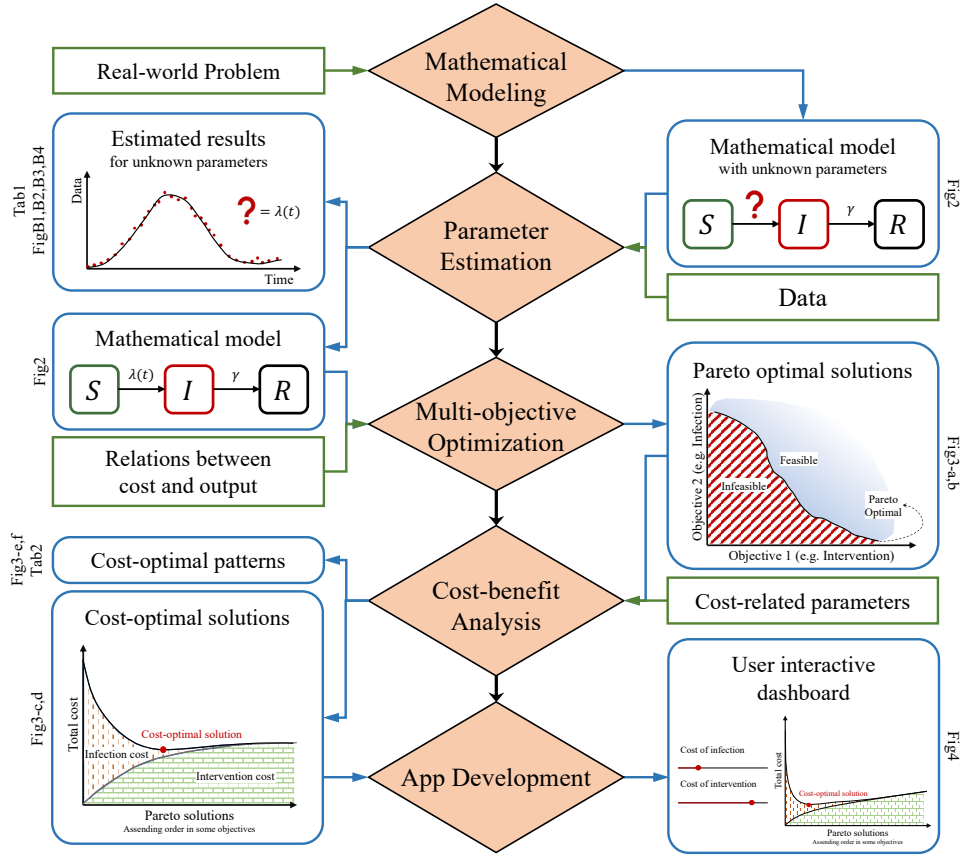 Real-world Problem
Mathematical
Modeling
Tab1
FigB1,B2,B3,B4
Estimated results
for unknown parameters
Data
? = λ(t)
Time
Mathematical model
with unknown parameters
S
?
I
γ
R
Fig2
Parameter
Estimation
Data
Fig2
Mathematical model
S
λ(t)
I
γ
R
Relations between
cost and output
Multi-objective
Optimization
Pareto optimal solutions
Objective 2 (e.g. Infection)
Feasible
Infeasible
Pareto
Optimal
Objective 1 (e.g. Intervention)
Fig3-a,b
Fig3-e,f
Tab2
Cost-optimal patterns
Cost-benefit
Analysis
Cost-related parameters
Fig3-c,d
Cost-optimal solutions
Total cost
Cost-optimal solution
Infection cost
Intervention cost
Pareto solutions
Assending order in some objectives
App Development
User interactive
dashboard
Cost of infection
Cost of intervention
Total cost
Cost-optimal solution
Pareto solutions
Assending order in some objectives
Fig4